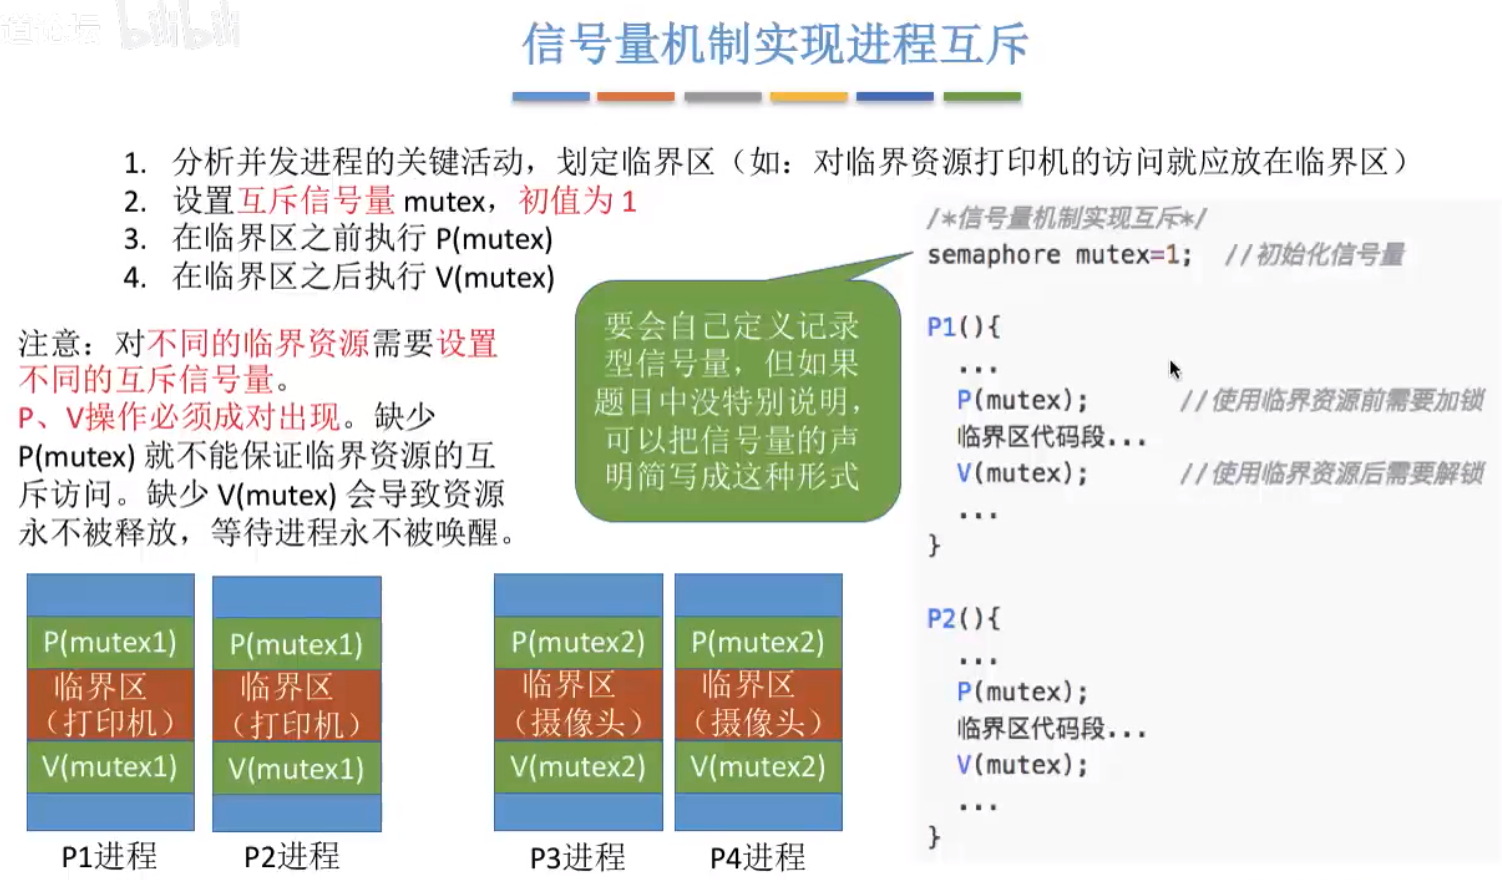 bilibili
信号量机制实现进程互斥
1. 分析并发进程的关键活动，划定临界区（如：对临界资源打印机的访问就应放在临界区）
2. 设置互斥信号量 mutex，初值为 1
3. 在临界区之前执行 P(mutex)
4. 在临界区之后执行 V(mutex)
注意：对不同的临界资源需要设置
不同的互斥信号量。
P、V操作必须成对出现。缺少
P(mutex) 就不能保证临界资源的互
斥访问。缺少 V(mutex) 会导致资源
永不被释放，等待进程永不被唤醒。
要会自己定义记录
型信号量，但如果
题目中没特别说明，
可以把信号量的声
明简写成这种形式
/*信号量机制实现互斥*/
semaphore mutex=1; //初始化信号量
P1(){
...
P(mutex); //使用临界资源前需要加锁
临界区代码段...
V(mutex); //使用临界资源后需要解锁
...
}
P2(){
...
P(mutex);
临界区代码段...
V(mutex);
...
}
P(mutex1)
临界区
（打印机）
V(mutex1)
P1进程
P(mutex1)
临界区
（打印机）
V(mutex1)
P2进程
P(mutex2)
临界区
（摄像头）
V(mutex2)
P3进程
P(mutex2)
临界区
（摄像头）
V(mutex2)
P4进程